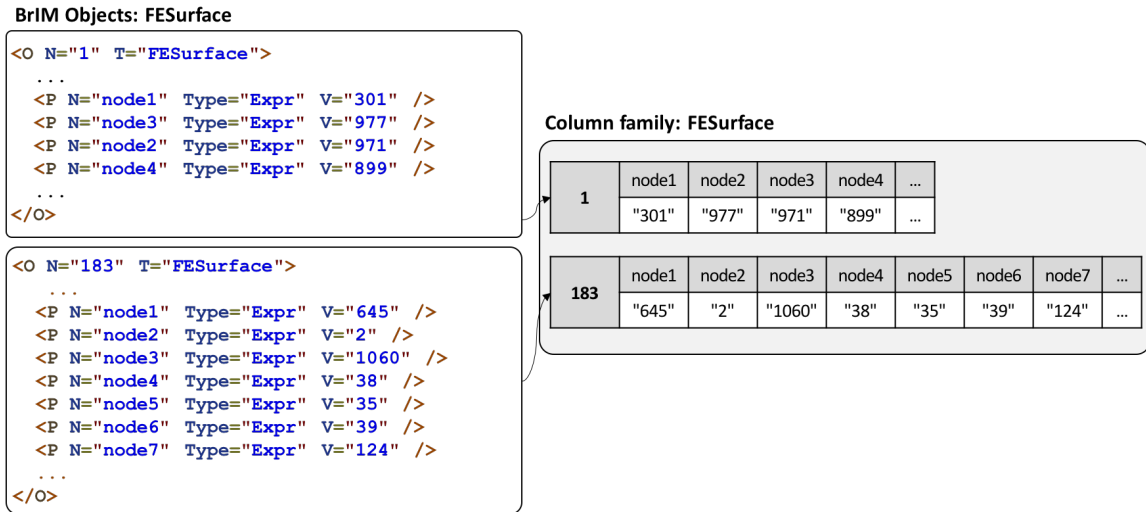 BrIM Objects: FESurface
<O N="1" T="FESurface">
...
<P N="node1" Type="Expr" V="301" />
<P N="node3" Type="Expr" V="977" />
<P N="node2" Type="Expr" V="971" />
<P N="node4" Type="Expr" V="899" />
...
</O>
<O N="183" T="FESurface">
...
<P N="node1" Type="Expr" V="645" />
<P N="node2" Type="Expr" V="2" />
<P N="node3" Type="Expr" V="1060" />
<P N="node4" Type="Expr" V="38" />
<P N="node5" Type="Expr" V="35" />
<P N="node6" Type="Expr" V="39" />
<P N="node7" Type="Expr" V="124" />
...
</O>
Column family: FESurface
1
node1 node2 node3 node4 ...
"301" "977" "971" "899" ...
183
node1 node2 node3 node4 node5 node6 node7 ...
"645" "2" "1060" "38" "35" "39" "124" ...